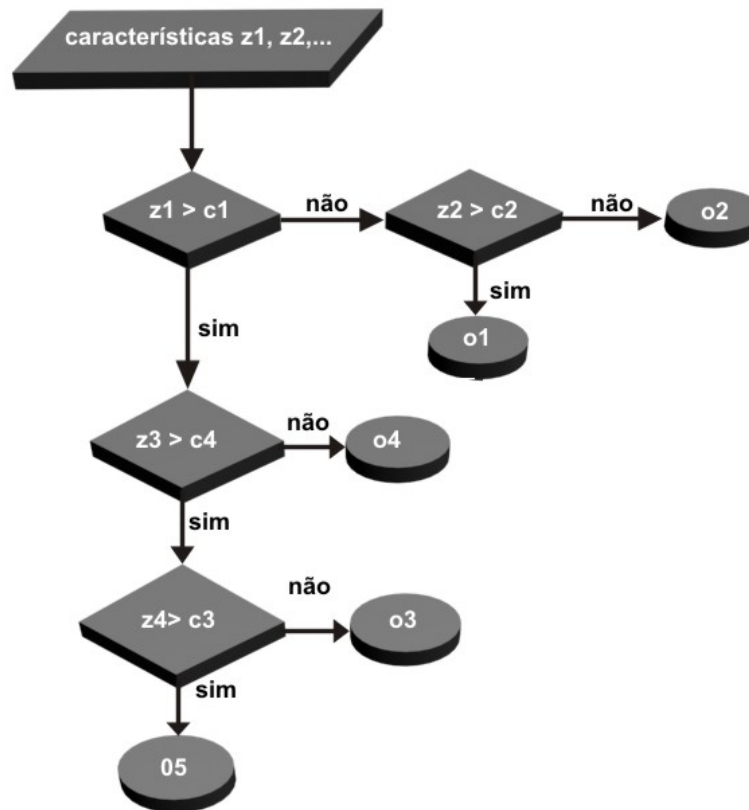 característícas z1, z2,...
z1 > c1
não
z2 > c2
não
o2
sim
o1
sim
z3 > c4
não
o4
sim
z4> c3
não
o3
sim
05